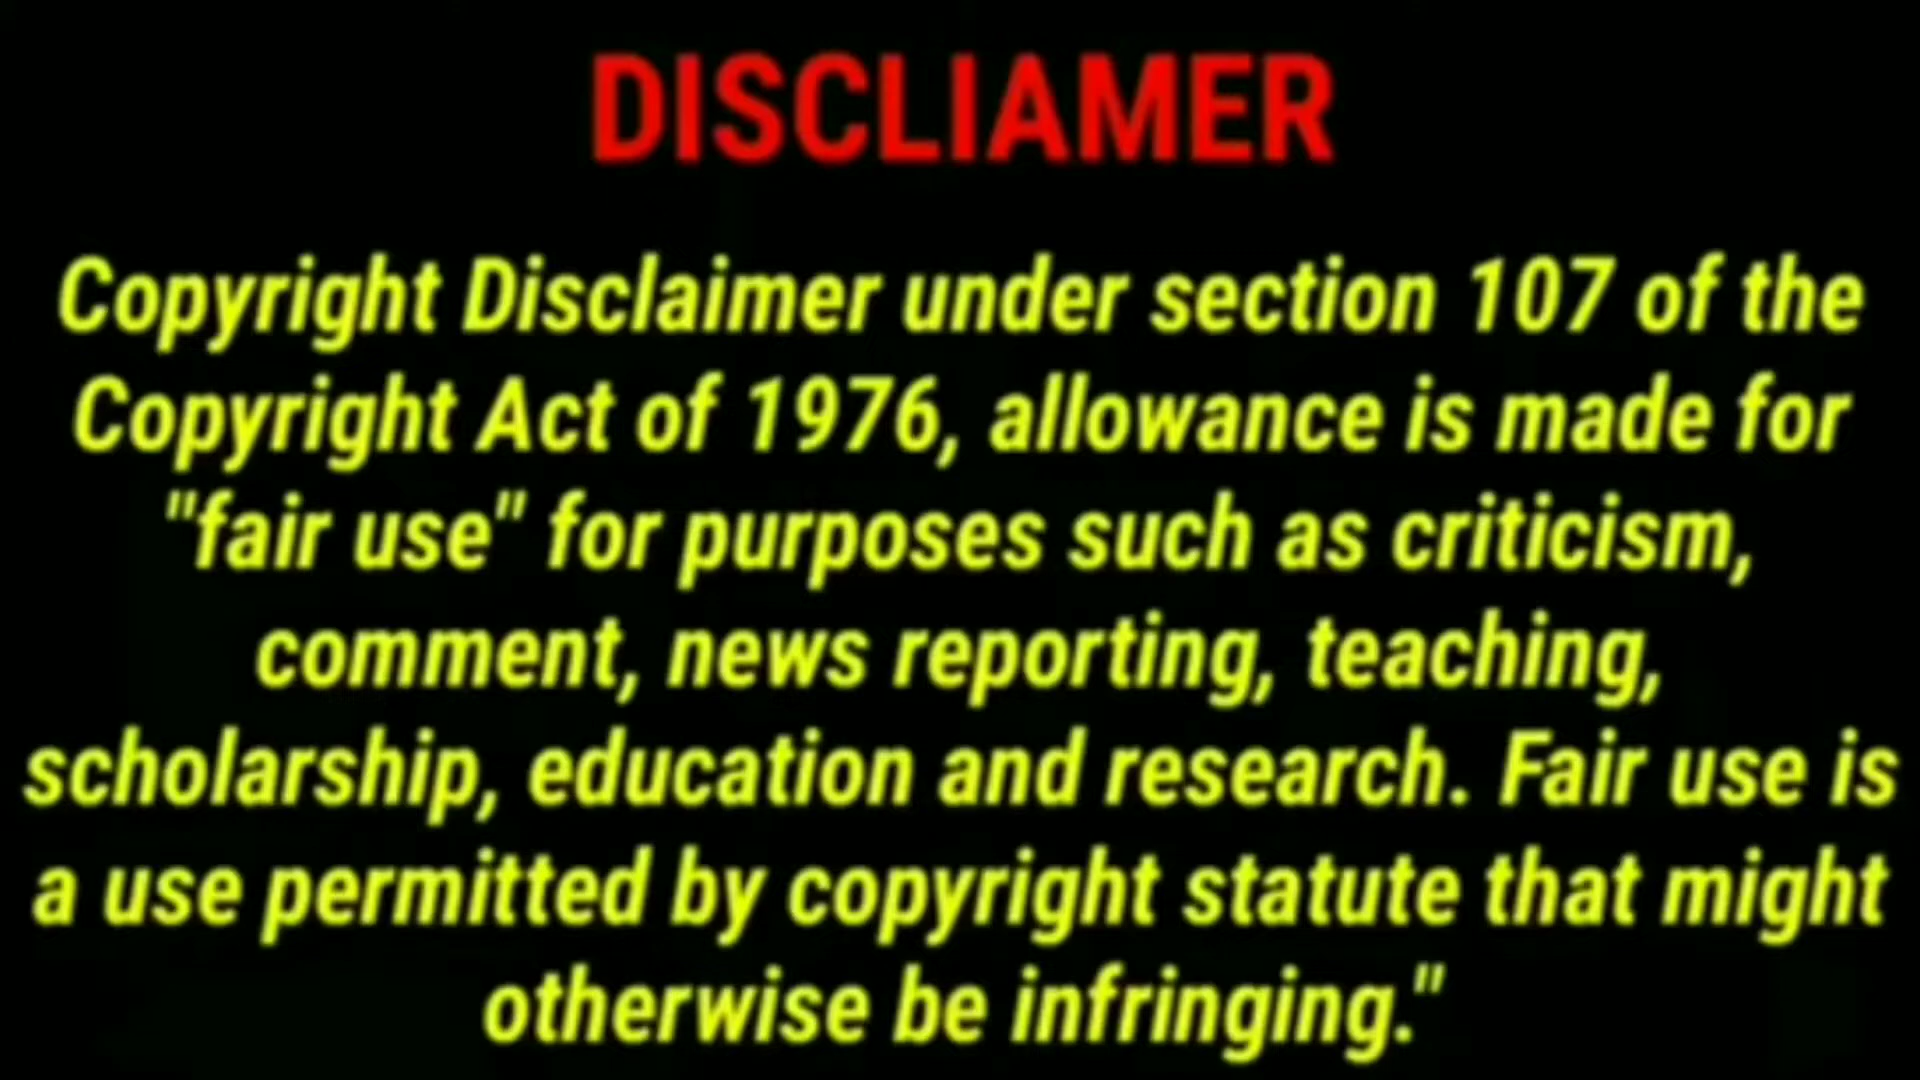 DISCLIAMER
Copyright Disclaimer under section 107 of the
Copyright Act of 1976, allowance is made for
"fair use" for purposes such as criticism,
comment, news reporting, teaching,
scholarship, education and research. Fair use is
a use permitted by copyright statute that might
otherwise be infringing."